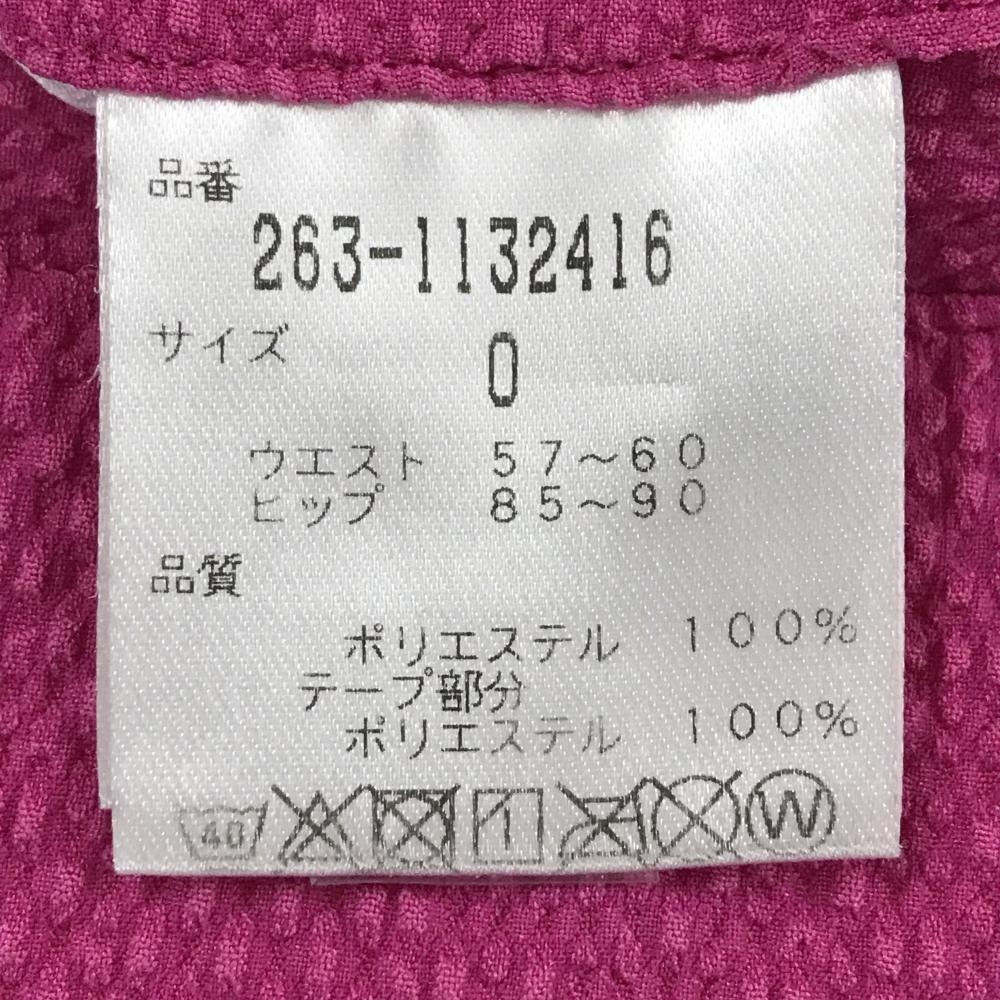 品番
263-1132416
サイズ 0
ウエスト 57～60
ヒップ 85～90
品質
ポリエステル 100%
テープ部分
ポリエステル 100%
40 W